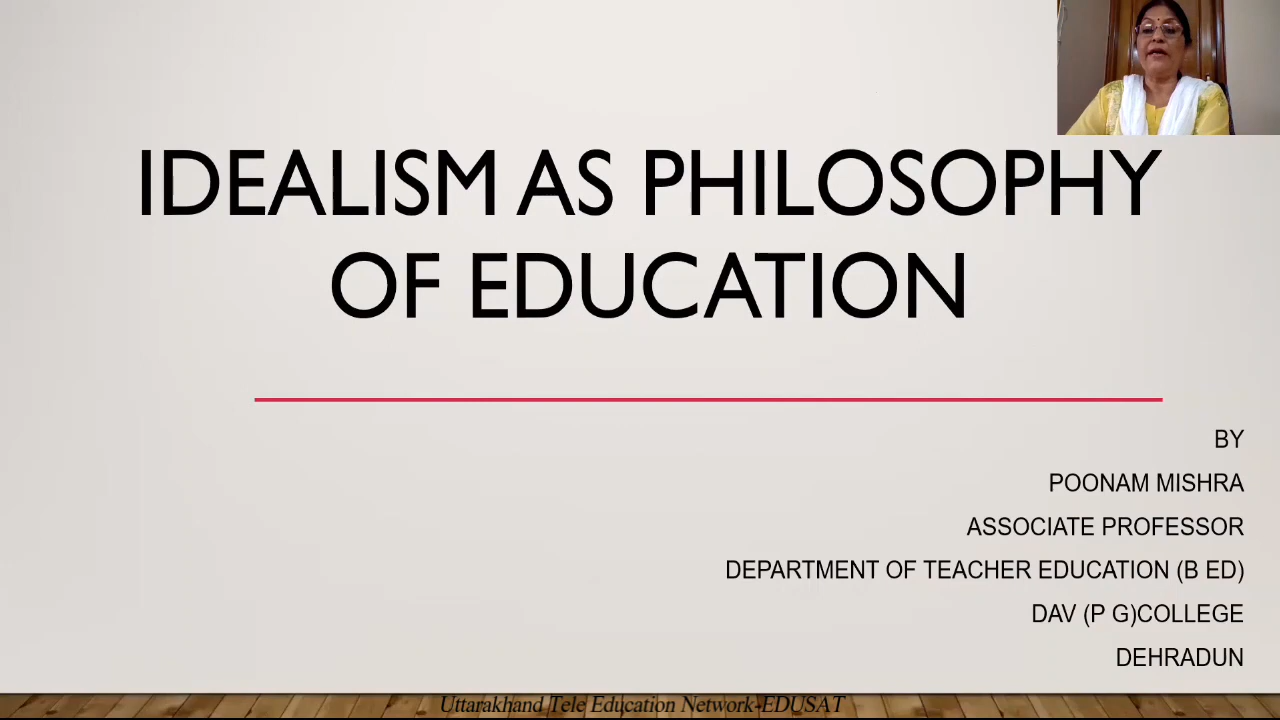 IDEALISM AS PHILOSOPHY
OF EDUCATION
BY
POONAM MISHRA
ASSOCIATE PROFESSOR
DEPARTMENT OF TEACHER EDUCATION (B ED)
DAV (P G)COLLEGE
DEHRADUN
Uttarakhand Tele Education Network-EDUSAT